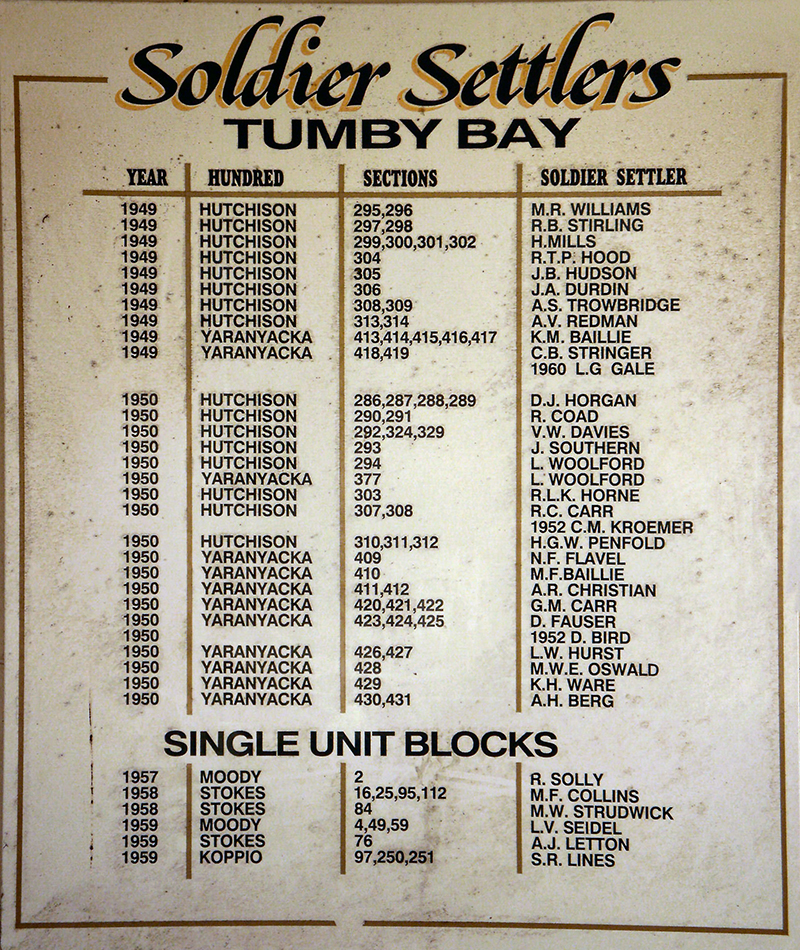 Soldier Settlers
TUMBY BAY
YEAR HUNDRED SECTIONS SOLDIER SETTLER
1949 HUTCHISON 295,296 M.R. WILLIAMS
1949 HUTCHISON 297,298 R.B. STIRLING
1949 HUTCHISON 299,300,301,302 H.MILLS
1949 HUTCHISON 304 R.T.P. HOOD
1949 HUTCHISON 305 J.B. HUDSON
1949 HUTCHISON 306 J.A. DURDIN
1949 HUTCHISON 308,309 A.S. TROWBRIDGE
1949 HUTCHISON 313,314 A.V. REDMAN
1949 YARANYACKA 413,414,415,416,417 K.M. BAILLIE
1949 YARANYACKA 418,419 C.B. STRINGER
1960 L.G GALE
1950 HUTCHISON 286,287,288,289 D.J. HORGAN
1950 HUTCHISON 290,291 R. COAD
1950 HUTCHISON 292,324,329 V.W. DAVIES
1950 HUTCHISON 293 J. SOUTHERN
1950 HUTCHISON 294 L. WOOLFORD
1950 YARANYACKA 377 L. WOOLFORD
1950 HUTCHISON 303 R.L.K. HORNE
1950 HUTCHISON 307,308 R.C. CARR
1952 C.M. KROEMER
1950 HUTCHISON 310,311,312 H.G.W. PENFOLD
1950 YARANYACKA 409 N.F. FLAVEL
1950 YARANYACKA 410 M.F.BAILLIE
1950 YARANYACKA 411,412 A.R. CHRISTIAN
1950 YARANYACKA 420,421,422 G.M. CARR
1950 YARANYACKA 423,424,425 D. FAUSER
1950 1952 D. BIRD
1950 YARANYACKA 426,427 L.W. HURST
1950 YARANYACKA 428 M.W.E. OSWALD
1950 YARANYACKA 429 K.H. WARE
1950 YARANYACKA 430,431 A.H. BERG
SINGLE UNIT BLOCKS
1957 MOODY 2 R. SOLLY
1958 STOKES 16,25,95,112 M.F. COLLINS
1958 STOKES 84 M.W. STRUDWICK
1959 MOODY 4,49,59 L.V. SEIDEL
1959 STOKES 76 A.J. LETTON
1959 KOPPIO 97,250,251 S.R. LINES